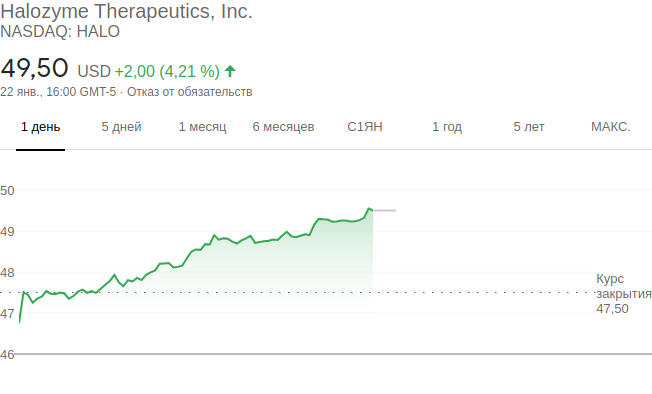 Halozyme Therapeutics, Inc.
NASDAQ: HALO
49,50 USD +2,00 (4,21 %)
22 янв., 16:00 GMT-5 · Отказ от обязательств
1 день 5 дней 1 месяц 6 месяцев С1ЯН 1 год 5 лет МАКС.
50
49
48
Курс
закрытия
47,50
47
46